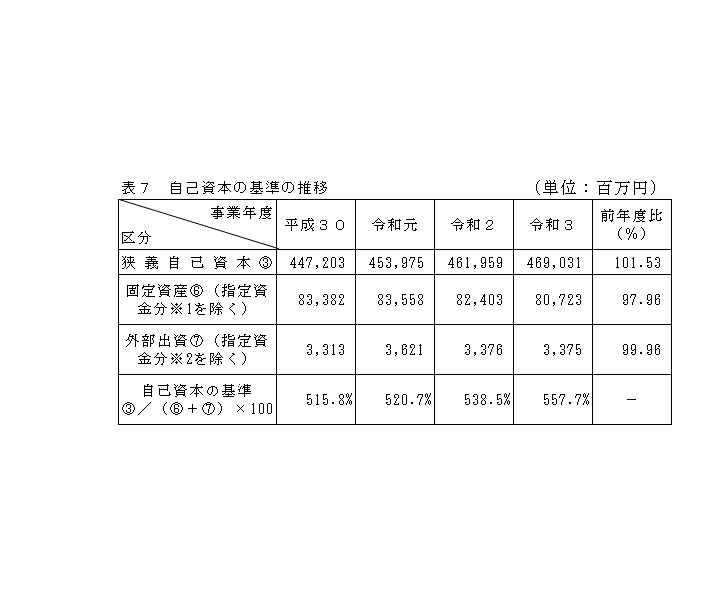 表７　自己資本の基準の推移　（単位：百万円）
事業年度
区分
平成３０　令和元　令和２　令和３　前年度比（％）
狭義自己資本③　447,203　453,975　461,959　469,031　101.53
固定資産⑥（指定資
金分※1を除く）　83,382　83,558　82,403　80,723　97.96
外部出資⑦（指定資
金分※2を除く）　3,313　3,621　3,376　3,375　99.96
自己資本の基準
③／（⑥＋⑦）×100　515.8%　520.7%　538.5%　557.7%　－